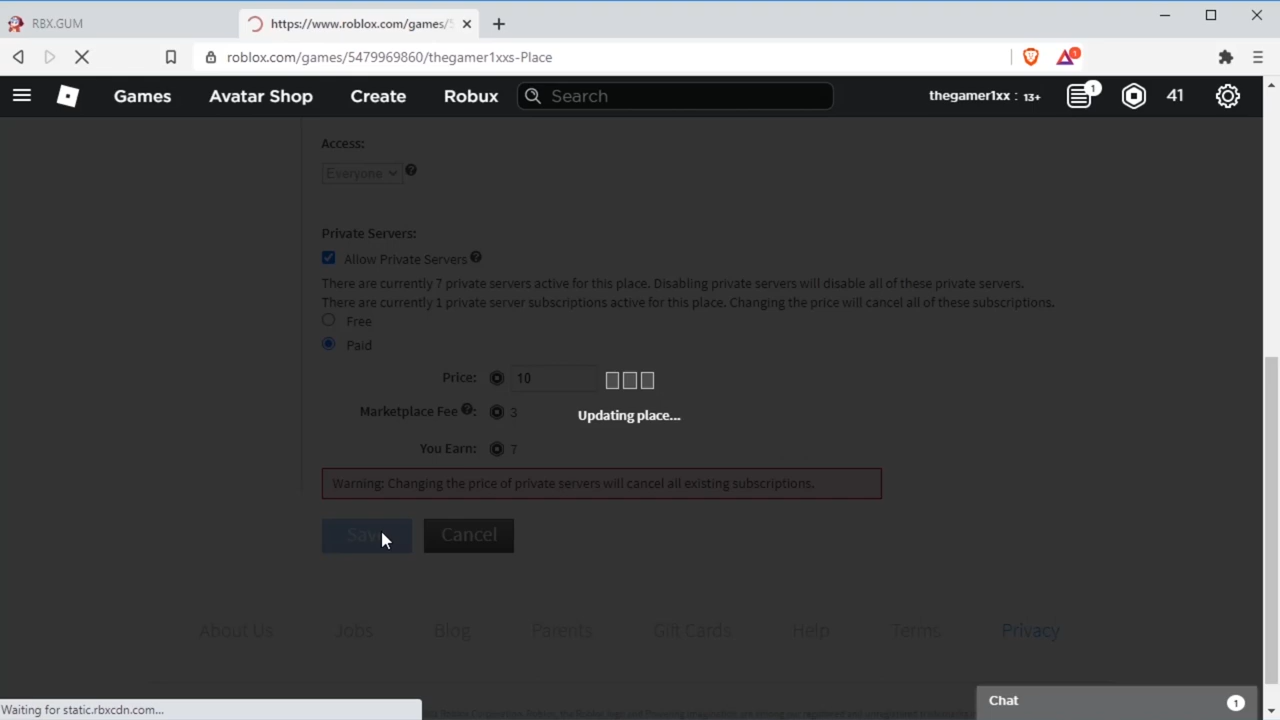 RBX.GUM
https://www.roblox.com/games/5
roblox.com/games/5479969860/thegamer1xxs-Place
1
Games Avatar Shop Create Robux Search thegamer1xx : 13+ 1 41
Access:
Everyone
Private Servers:
Allow Private Servers
There are currently 7 private servers active for this place. Disabling private servers will disable all of these private servers.
There are currently 1 private server subscriptions active for this place. Changing the price will cancel all of these subscriptions.
Free
Paid
Price: 10
Updating place...
Marketplace Fee : 3
You Earn: 7
Warning: Changing the price of private servers will cancel all existing subscriptions.
Save Cancel
About Us Jobs Blog Parents Gift Cards Help Terms Privacy
Chat 1
Waiting for static.rbxcdn.com...